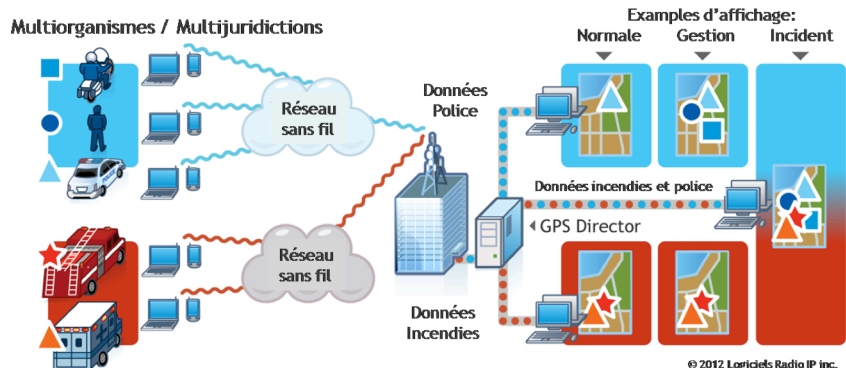 Multiorganismes / Multijuridictions
Examples d'affichage:
Normale
Gestion
Incident
Données
Police
Réseau
sans fil
POLICE
Données incendies et police
GPS Director
Réseau
sans fil
Données
Incendies
© 2012 Logiciels Radio IP inc.